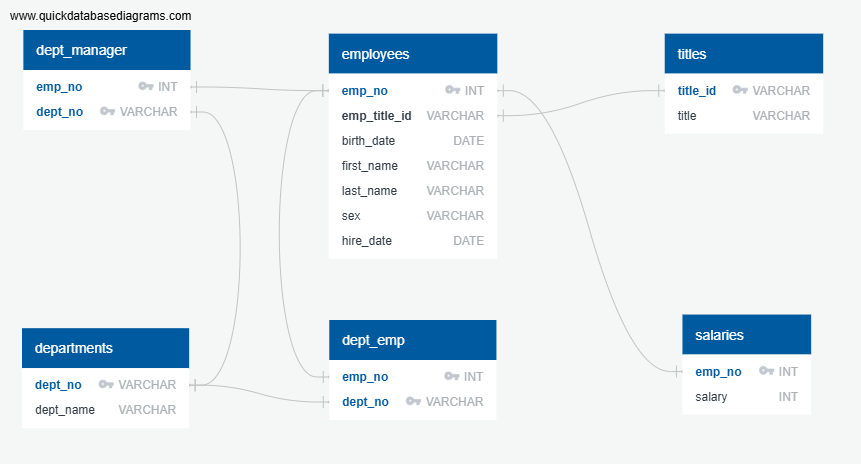 www.quickdatabasediagrams.com
dept_manager
emp_no INT
dept_no VARCHAR
employees
emp_no INT
emp_title_id VARCHAR
birth_date DATE
first_name VARCHAR
last_name VARCHAR
sex VARCHAR
hire_date DATE
titles
title_id VARCHAR
title VARCHAR
departments
dept_no VARCHAR
dept_name VARCHAR
dept_emp
emp_no INT
dept_no VARCHAR
salaries
emp_no INT
salary INT